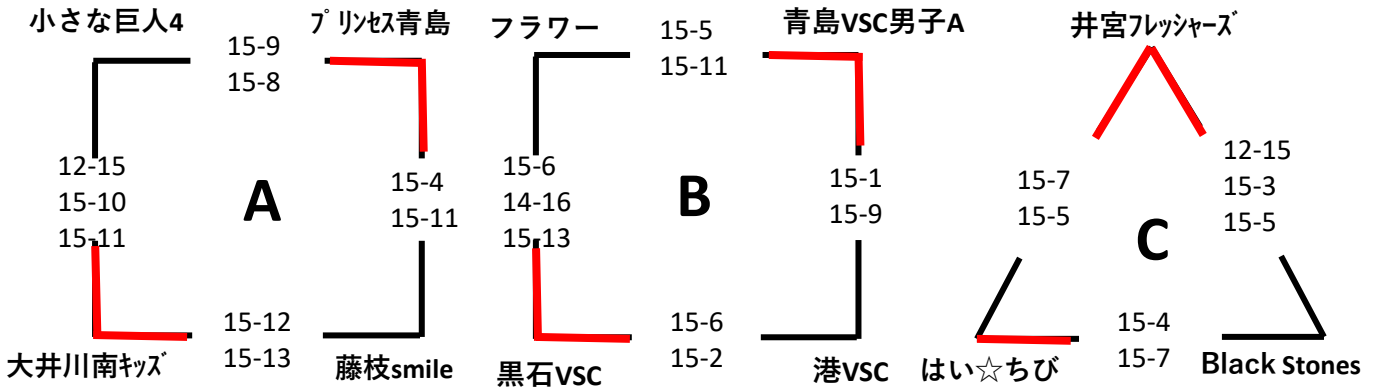 小さな巨人4
プリンセス青島
フラワー
青島VSC男子A
井宮フレッシャーズ
15-9
15-8
15-5
15-11
12-15
15-10
15-11
A
15-4
15-11
15-6
14-16
15-13
B
15-1
15-9
15-7
15-5
12-15
15-3
15-5
C
15-12
15-13
15-6
15-2
15-4
15-7
大井川南キッズ
藤枝smile
黒石VSC
港VSC
はい☆ちび
Black Stones